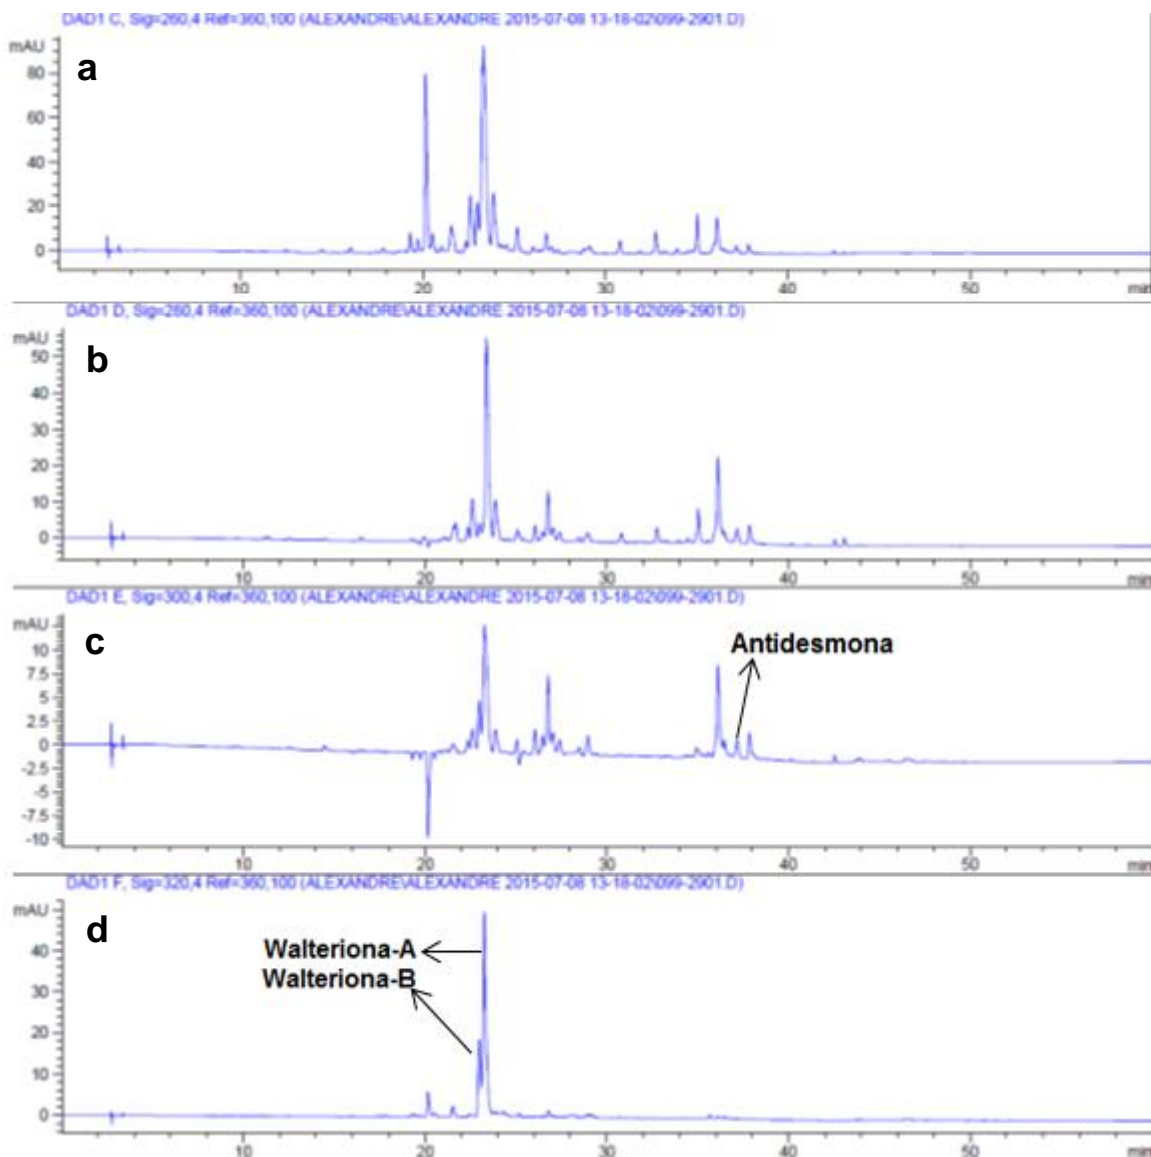 DAD1 C, Sig=260,4 Ref=360,100 (ALEXANDRE\ALEXANDRE 2015-07-08 13-18-02\099-2901.D)
mAU
a
80
60
40
20
0
10 20 30 40 50 min
DAD1 D, Sig=280,4 Ref=360,100 (ALEXANDRE\ALEXANDRE 2015-07-08 13-18-02\099-2901.D)
mAU
b
50
40
30
20
10
0
10 20 30 40 50 min
DAD1 E, Sig=300,4 Ref=360,100 (ALEXANDRE\ALEXANDRE 2015-07-08 13-18-02\099-2901.D)
mAU
c
Antidesmona
10
7.5
5
2.5
0
-2.5
-5
-7.5
-10
10 20 30 40 50 min
DAD1 F, Sig=320,4 Ref=360,100 (ALEXANDRE\ALEXANDRE 2015-07-08 13-18-02\099-2901.D)
mAU
d
Walteriona-A
Walteriona-B
40
30
20
10
0
10 20 30 40 50 min